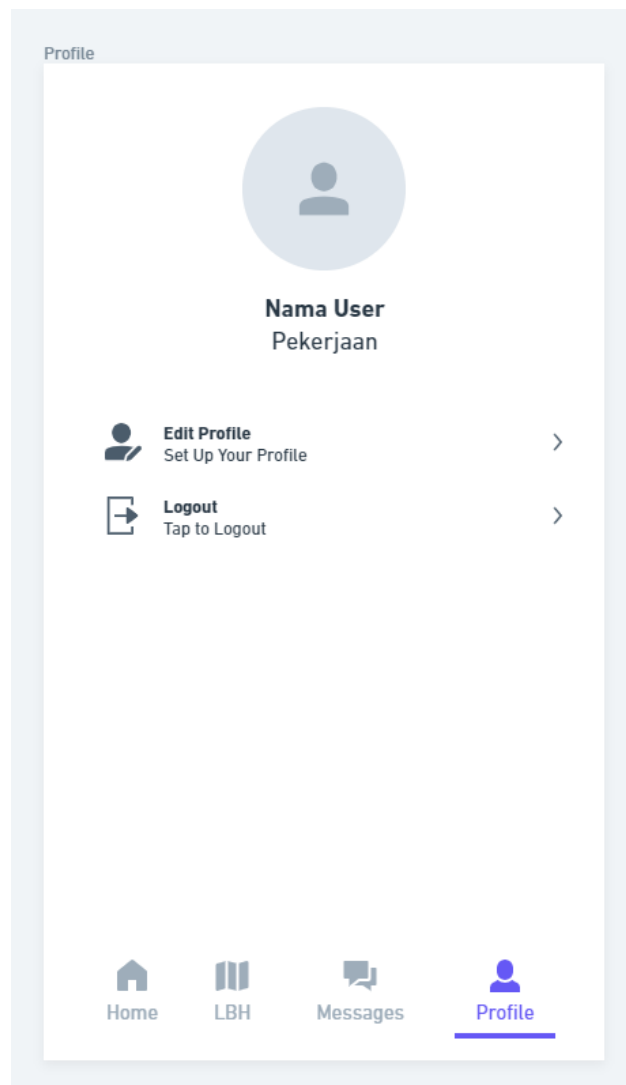 Profile
Nama User
Pekerjaan
Edit Profile
Set Up Your Profile
Logout
Tap to Logout
Home
LBH
Messages
Profile